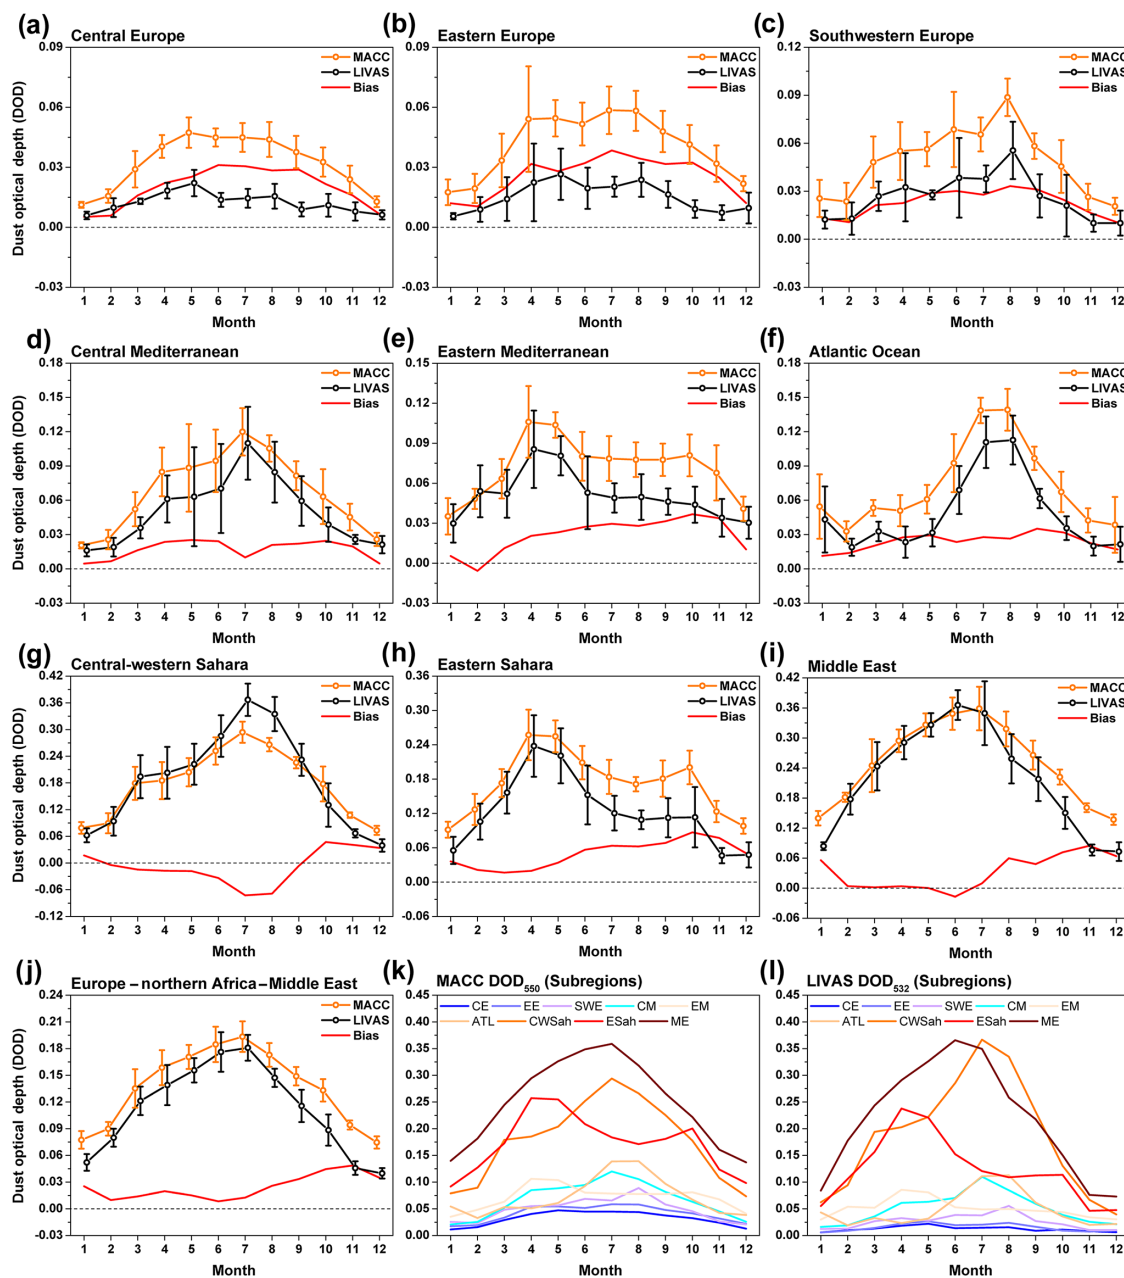 (a) Central Europe
(b) Eastern Europe
(c) Southwestern Europe
Dust optical depth (DOD)
0.09
0.06
0.03
0.00
-0.03
MACC
LIVAS
Bias
1 2 3 4 5 6 7 8 9 10 11 12
Month
0.09
0.06
0.03
0.00
-0.03
MACC
LIVAS
Bias
1 2 3 4 5 6 7 8 9 10 11 12
Month
0.12
0.09
0.06
0.03
0.00
-0.03
MACC
LIVAS
Bias
1 2 3 4 5 6 7 8 9 10 11 12
Month
d) Central Mediterranean
(e) Eastern Mediterranean
(f) Atlantic Ocean
Dust optical depth (DOD)
0.18
0.15
0.12
0.09
0.06
0.03
0.00
-0.03
MACC
LIVAS
Bias
1 2 3 4 5 6 7 8 9 10 11 12
Month
0.15
0.12
0.09
0.06
0.03
0.00
-0.03
MACC
LIVAS
Bias
1 2 3 4 5 6 7 8 9 10 11 12
Month
0.18
0.15
0.12
0.09
0.06
0.03
0.00
-0.03
MACC
LIVAS
Bias
1 2 3 4 5 6 7 8 9 10 11 12
Month
(g) Central-western Sahara
(h) Eastern Sahara
(i) Middle East
Dust optical depth (DOD)
0.42
0.36
0.30
0.24
0.18
0.12
0.06
0.00
-0.06
-0.12
MACC
LIVAS
Bias
1 2 3 4 5 6 7 8 9 10 11 12
Month
0.36
0.30
0.24
0.18
0.12
0.06
0.00
-0.06
MACC
LIVAS
Bias
1 2 3 4 5 6 7 8 9 10 11 12
Month
0.42
0.36
0.30
0.24
0.18
0.12
0.06
0.00
-0.06
MACC
LIVAS
Bias
1 2 3 4 5 6 7 8 9 10 11 12
Month
(j) Europe – northern Africa – Middle East
(k) MACC DOD550 (Subregions)
(l) LIVAS DOD532 (Subregions)
Dust optical depth (DOD)
0.24
0.21
0.18
0.15
0.12
0.09
0.06
0.03
0.00
-0.03
MACC
LIVAS
Bias
1 2 3 4 5 6 7 8 9 10 11 12
Month
0.45
0.40
0.35
0.30
0.25
0.20
0.15
0.10
0.05
0.00
CE EE SWE CM EM
ATL CWSah ESah ME
1 2 3 4 5 6 7 8 9 10 11 12
Month
0.45
0.40
0.35
0.30
0.25
0.20
0.15
0.10
0.05
0.00
CE EE SWE CM EM
ATL CWSah ESah ME
1 2 3 4 5 6 7 8 9 10 11 12
Month